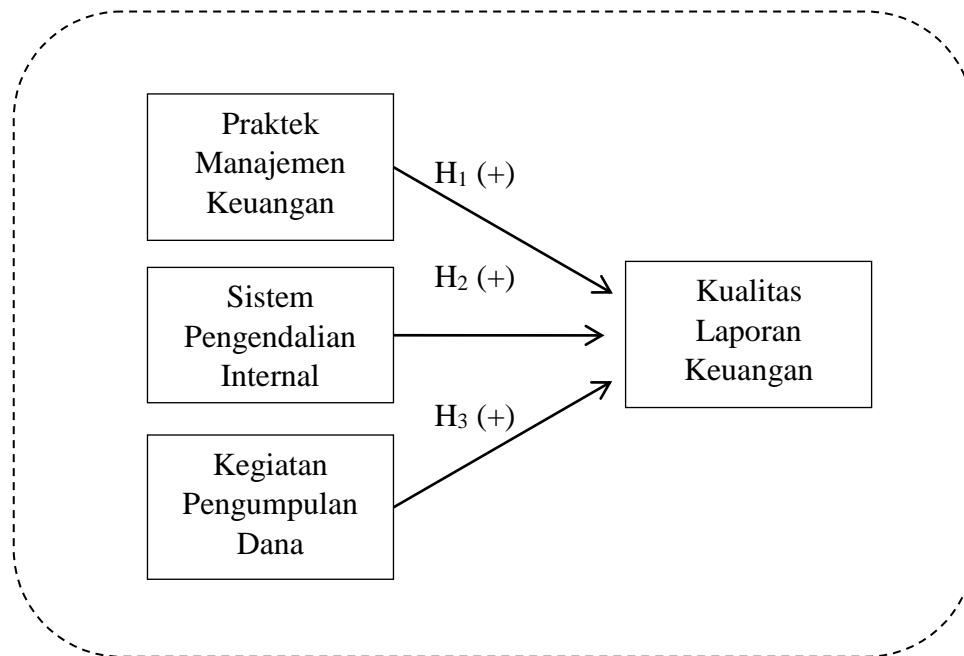 Praktek
Manajemen
Keuangan
H₁ (+)
Sistem
Pengendalian
Internal
H₂ (+)
Kegiatan
Pengumpulan
Dana
H₃ (+)
Kualitas
Laporan
Keuangan